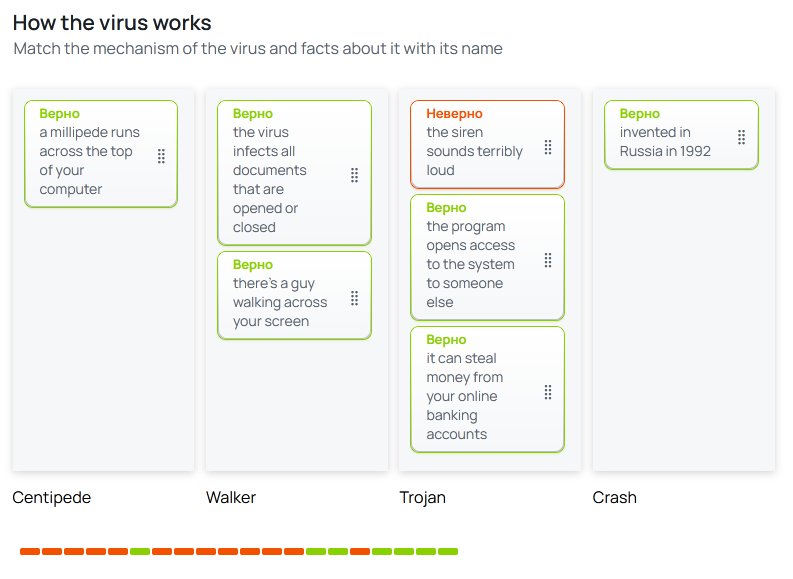 How the virus works
Match the mechanism of the virus and facts about it with its name
Верно
a millipede runs
across the top
of your
computer
Верно
the virus
infects all
documents
that are
opened or
closed
Верно
there's a guy
walking across
your screen
Неверно
the siren
sounds terribly
loud
Верно
the program
opens access
to the system
to someone
else
Верно
it can steal
money from
your online
banking
accounts
Верно
invented in
Russia in 1992
Centipede
Walker
Trojan
Crash